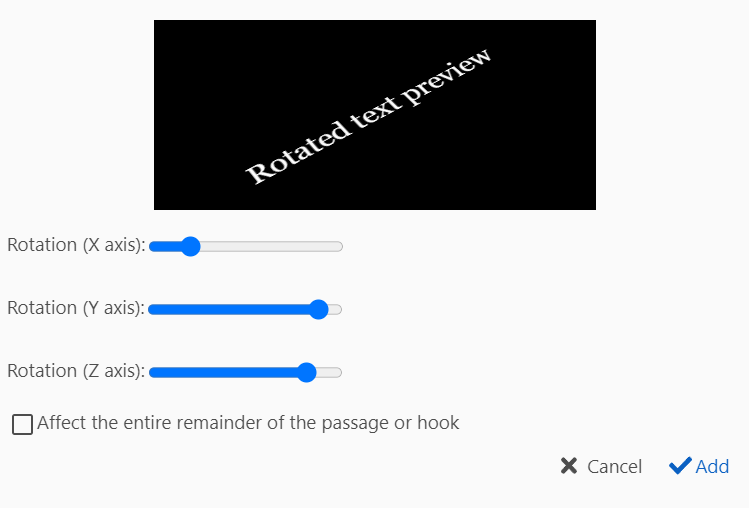 Rotated text preview
Rotation (X axis):
Rotation (Y axis):
Rotation (Z axis):
Affect the entire remainder of the passage or hook
Cancel Add